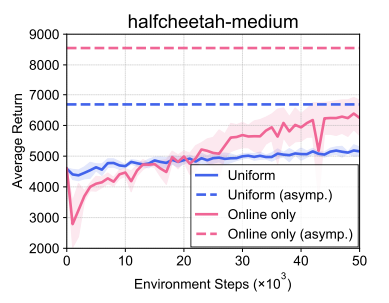 halfcheetah-medium
9000
8000
7000
6000
5000
4000
3000
2000
Average Return
Uniform
Uniform (asymp.)
Online only
Online only (asymp.)
0 10 20 30 40 50
Environment Steps (×10³)